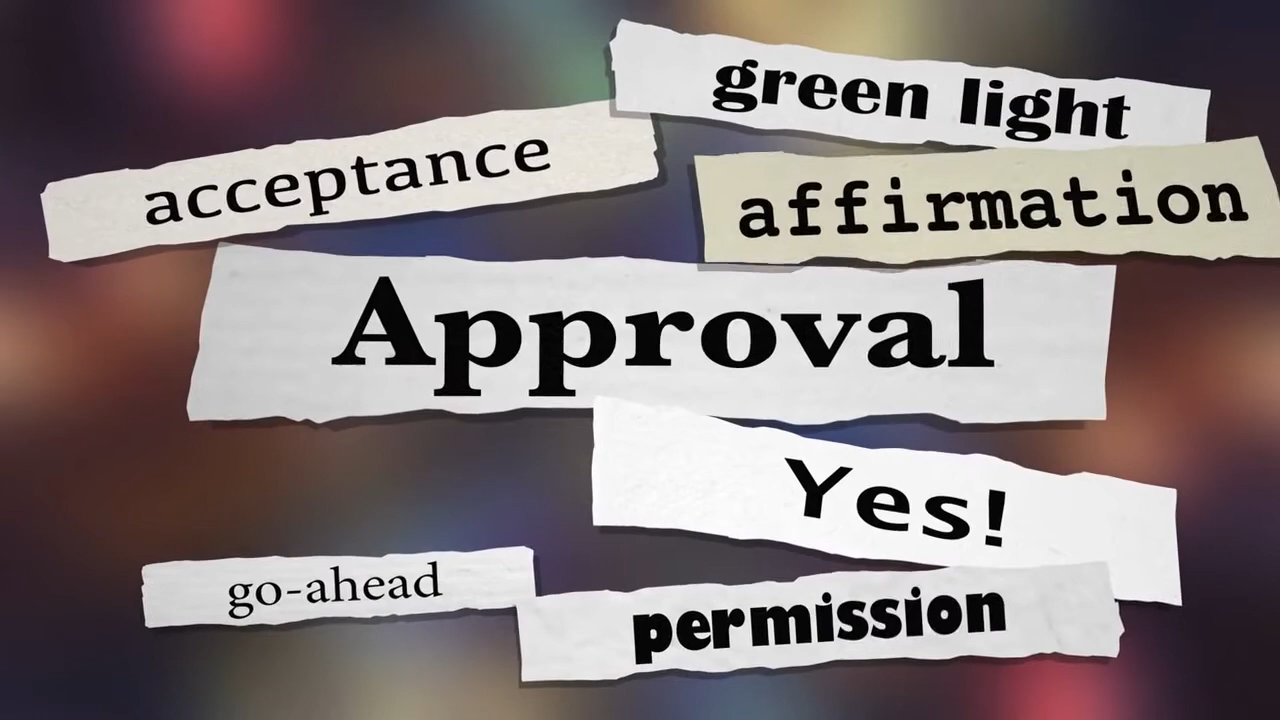 green light
acceptance
affirmation
Approval
Yes!
go-ahead
permission